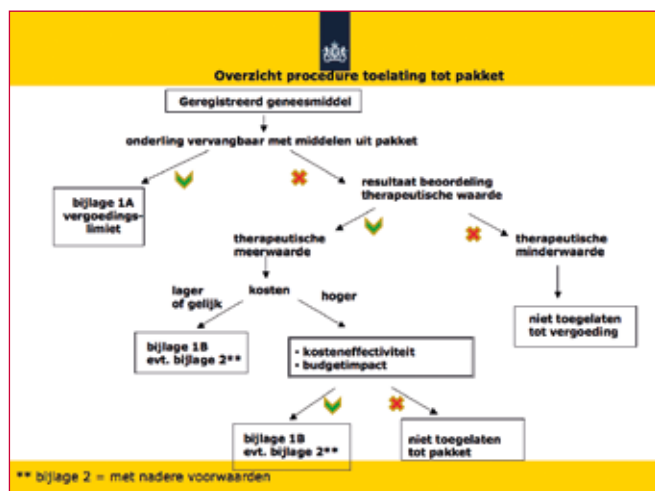 Overzicht procedure toelating tot pakket
Geregistreerd geneesmiddel
onderling vervangbaar met middelen uit pakket
bijlage 1A
vergoedings-
limiet
resultaat beoordeling
therapeutische waarde
therapeutische
meerwaarde
therapeutische
minderwaarde
lager
of gelijk
kosten
hoger
niet toegelaten
tot vergoeding
bijlage 1B
evt. bijlage 2**
- kosteneffectiviteit
- budgetimpact
bijlage 1B
evt. bijlage 2**
niet toegelaten
tot pakket
** bijlage 2 = met nadere voorwaarden